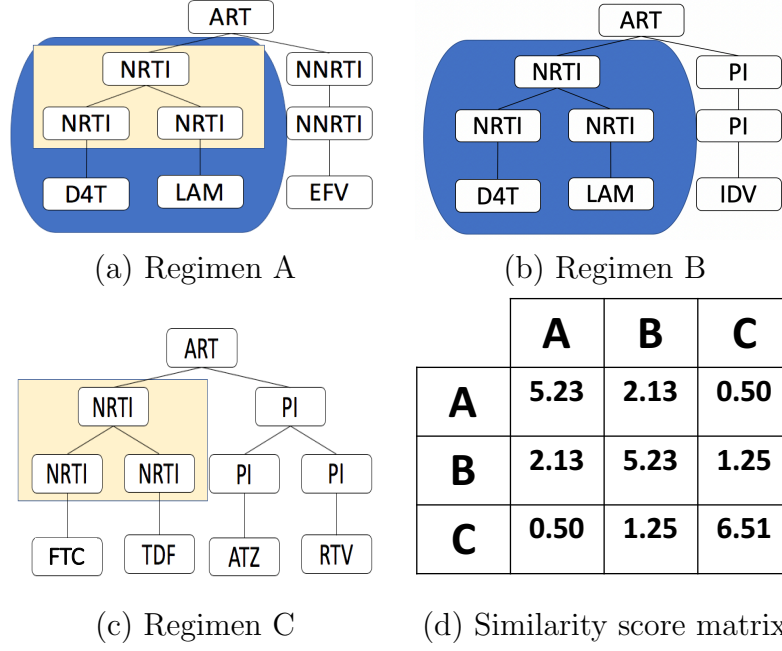 ART
NRTI NNRTI
NRTI NRTI NNRTI
D4T LAM EFV
(a) Regimen A
ART
NRTI PI
NRTI NRTI PI
D4T LAM IDV
(b) Regimen B
ART
NRTI PI
NRTI NRTI PI PI
FTC TDF ATZ RTV
(c) Regimen C
A B C
A 5.23 2.13 0.50
B 2.13 5.23 1.25
C 0.50 1.25 6.51
(d) Similarity score matrix